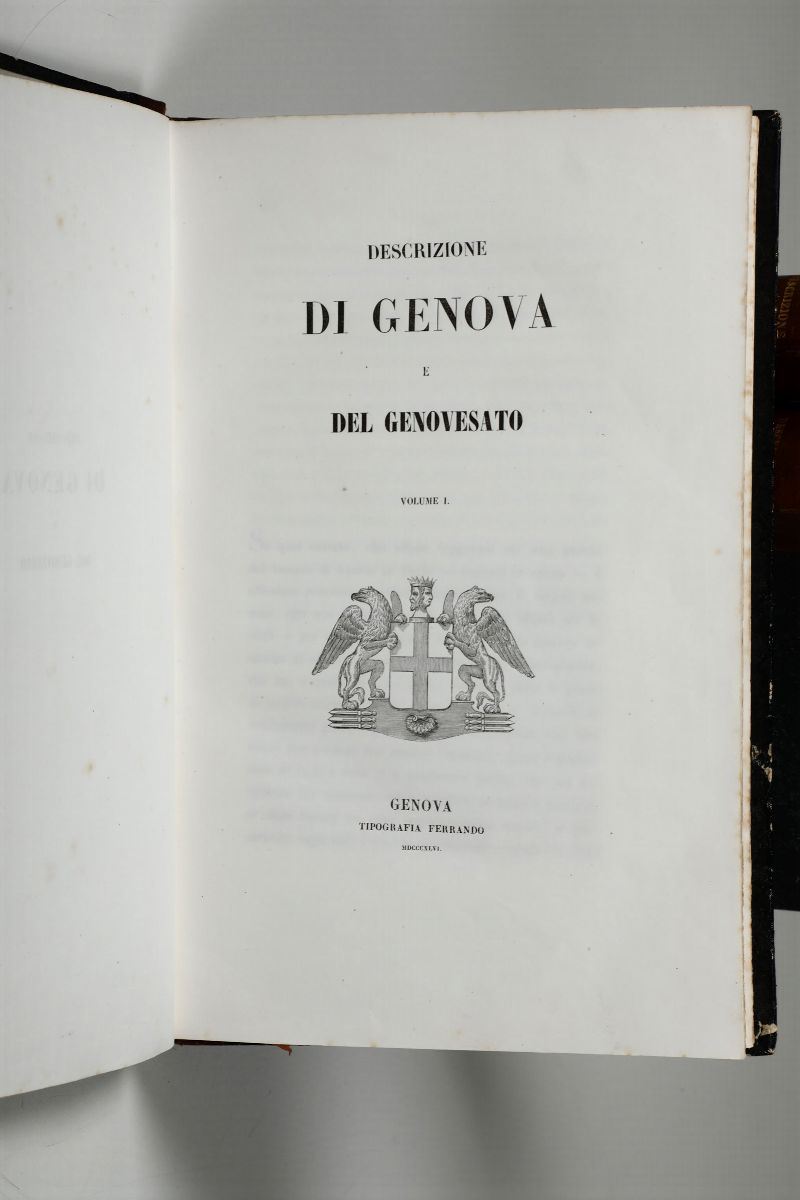 DESCRIZIONE
DI GENOVA
E
DEL GENOVESATO
VOLUME I.
GENOVA
TIPOGRAFIA FERRANDO
MDCCCXLVI.